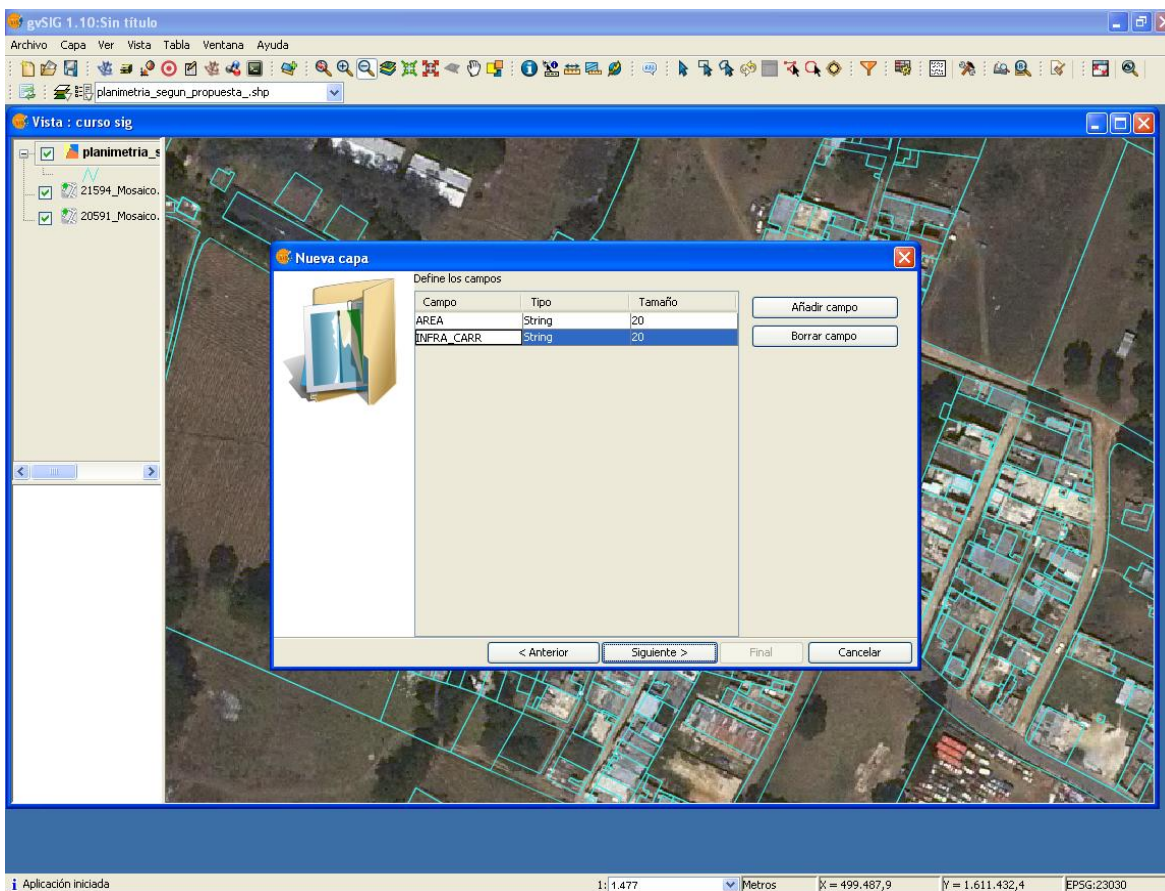 gvSIG 1.10:Sin título
Archivo Capa Ver Vista Tabla Ventana Ayuda
planimetria_segun_propuesta_.shp
Vista : curso sig
planimetria_s
21594_Mosaico.
20591_Mosaico.
Nueva capa
Define los campos
Campo Tipo Tamaño
AREA String 20
INFRA_CARR String 20
Añadir campo
Borrar campo
< Anterior Siguiente > Final Cancelar
Aplicación iniciada 1: 1.477 Metros X = 499.487,9 Y = 1.611.432,4 EPSG:23030